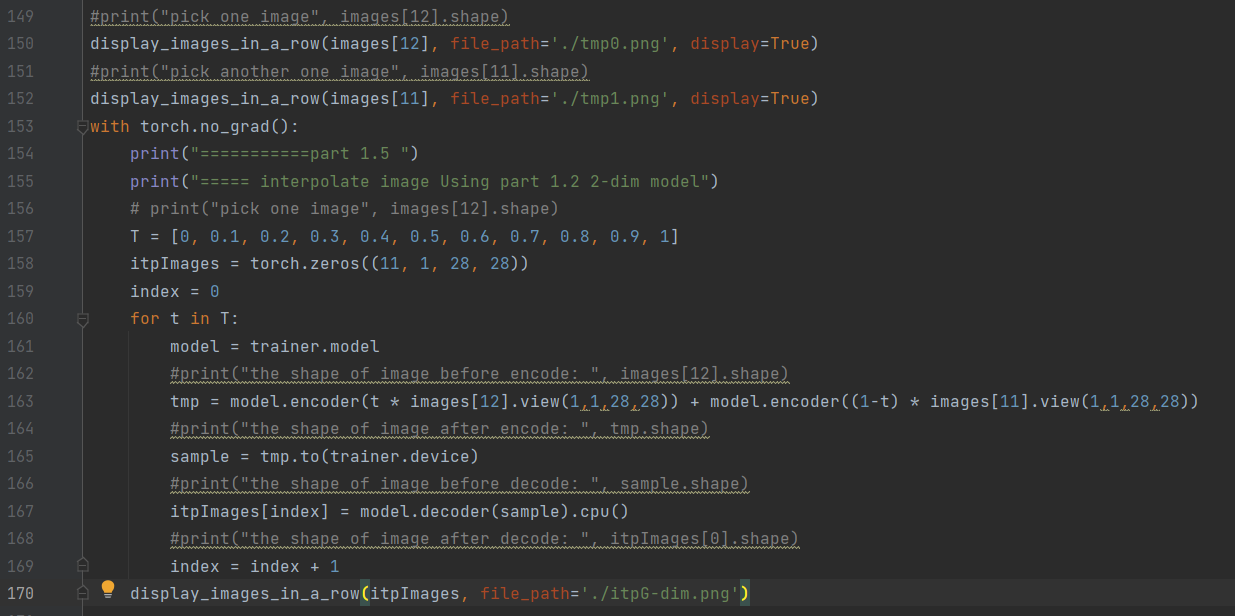 149 #print("pick one image", images[12].shape)
150 display_images_in_a_row(images[12], file_path='./tmp0.png', display=True)
151 #print("pick another one image", images[11].shape)
152 display_images_in_a_row(images[11], file_path='./tmp1.png', display=True)
153 with torch.no_grad():
154     print("===========part 1.5 ")
155     print("===== interpolate image Using part 1.2 2-dim model")
156     # print("pick one image", images[12].shape)
157     T = [0, 0.1, 0.2, 0.3, 0.4, 0.5, 0.6, 0.7, 0.8, 0.9, 1]
158     itpImages = torch.zeros((11, 1, 28, 28))
159     index = 0
160     for t in T:
161         model = trainer.model
162         #print("the shape of image before encode: ", images[12].shape)
163         tmp = model.encoder(t * images[12].view(1,1,28,28)) + model.encoder((1-t) * images[11].view(1,1,28,28))
164         #print("the shape of image after encode: ", tmp.shape)
165         sample = tmp.to(trainer.device)
166         #print("the shape of image before decode: ", sample.shape)
167         itpImages[index] = model.decoder(sample).cpu()
168         #print("the shape of image after decode: ", itpImages[0].shape)
169         index = index + 1
170     display_images_in_a_row(itpImages, file_path='./itpG-dim.png')